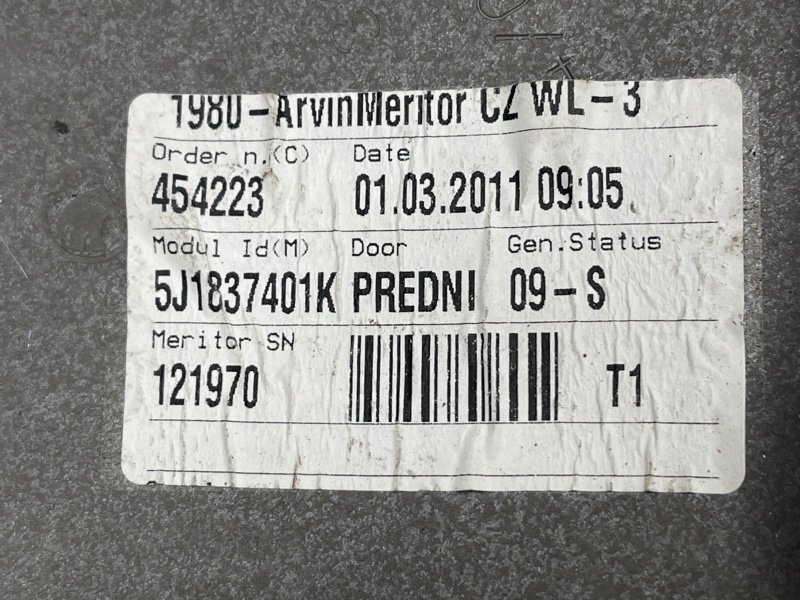 1980-ArvinMeritor CZ WL-3
Order n.(C) Date
454223 01.03.2011 09:05
Modul Id(M) Door Gen.Status
5J1837401K PREDNI 09-S
Meritor SN
121970 T1